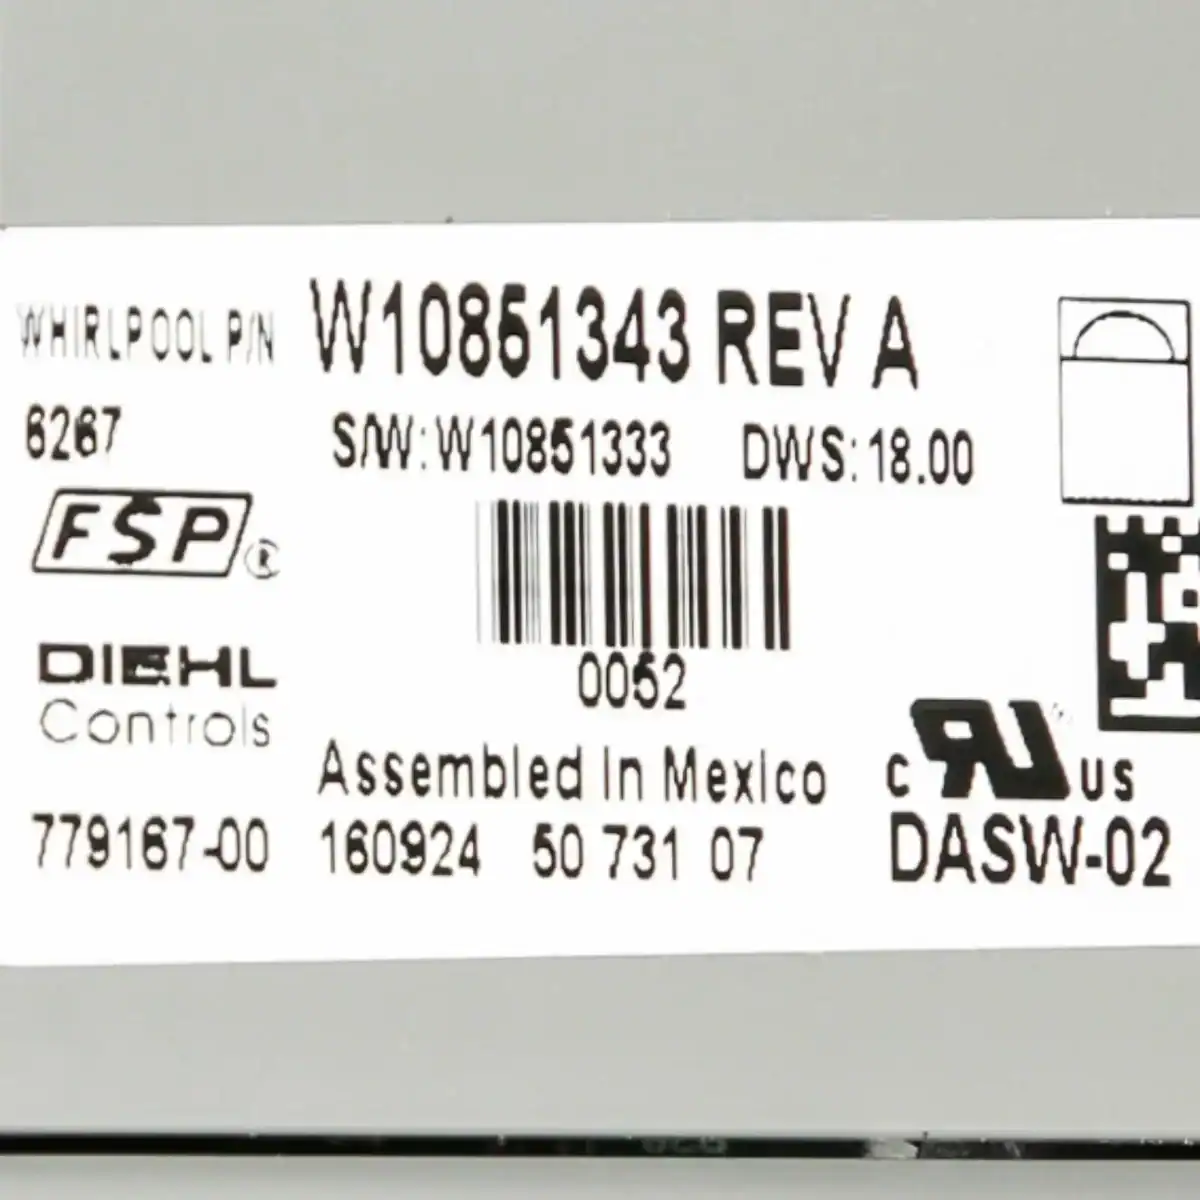 WHIRLPOOL P/N W10851343 REV A
6267 S/W: W10851333 DWS: 18.00
FSP®
0052
DIEHL
Controls
Assembled In Mexico
c RU US
779167-00 160924 50 731 07 DASW-02